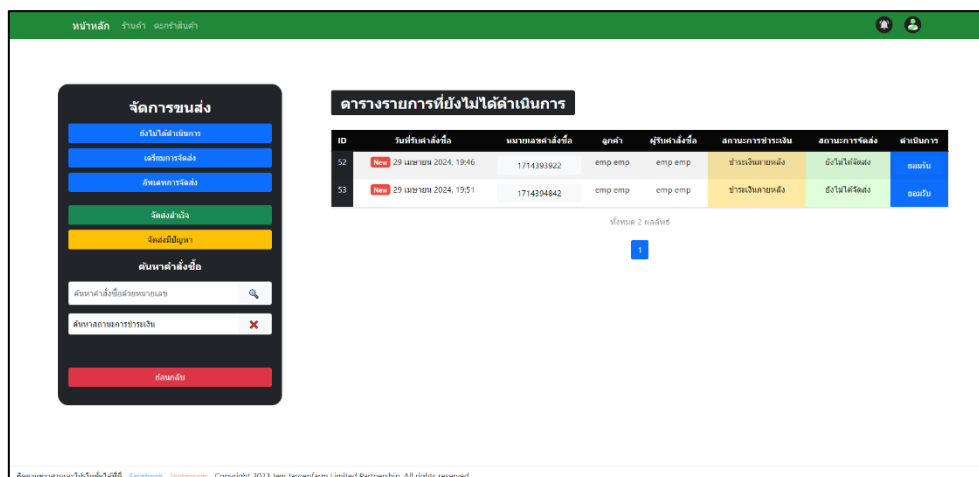 หน้าหลัก ร้านค้า ตะกร้าสินค้า
จัดการขนส่ง
ยังไม่ได้ดำเนินการ
เตรียมการจัดส่ง
อัพเดทการจัดส่ง
จัดส่งสำเร็จ
จัดส่งมีปัญหา
ค้นหาคำสั่งซื้อ
ค้นหาคำสั่งซื้อด้วยหมายเลข
ค้นหาสถานะการชำระเงิน
ย้อนกลับ
ตารางรายการที่ยังไม่ได้ดำเนินการ
ID วันที่รับคำสั่งซื้อ หมายเลขคำสั่งซื้อ ลูกค้า ผู้รับคำสั่งซื้อ สถานะการชำระเงิน สถานะการจัดส่ง ดำเนินการ
52 New 29 เมษายน 2024, 19:46 1714393922 emp emp emp emp ชำระเงินภายหลัง ยังไม่ได้จัดส่ง ยอมรับ
53 New 29 เมษายน 2024, 19:51 1714394842 emp emp emp emp ชำระเงินภายหลัง ยังไม่ได้จัดส่ง ยอมรับ
ทั้งหมด 2 ผลลัพธ์
1
Facebook Instagram Copyright 2023 Jew Jaroenfarm Limited Partnership. All rights reserved